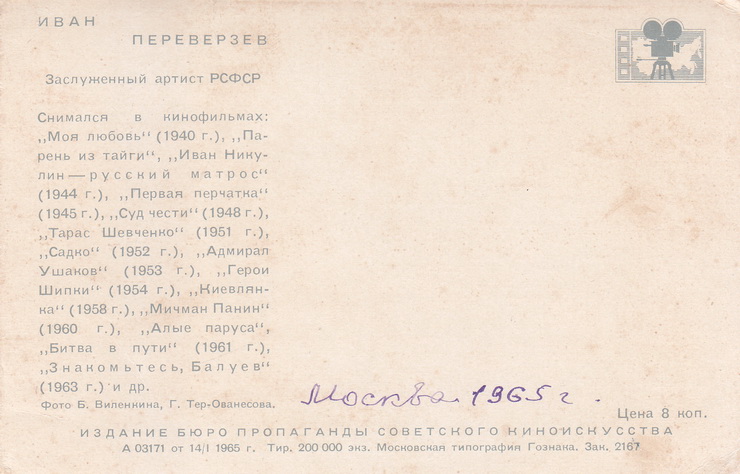 ИВАН
ПЕРЕВЕРЗЕВ
Заслуженный артист РСФСР
Снимался в кинофильмах:
,,Моя любовь“ (1940 г.), ,,Па-
рень из тайги“, ,,Иван Нику-
лин—русский матрос“
(1944 г.), ,,Первая перчатка“
(1945 г.), ,,Суд чести“ (1948 г.),
,,Тарас Шевченко“ (1951 г.),
,,Садко“ (1952 г.), ,,Адмирал
Ушаков“ (1953 г.), ,,Герои
Шипки“ (1954 г.), ,,Киевлян-
ка“ (1958 г.), ,,Мичман Панин“
(1960 г.), ,,Алые паруса“,
,,Битва в пути“ (1961 г.),
,,Знакомьтесь, Балуев“
(1963 г.) и др.
Фото Б. Виленкина, Г. Тер-Ованесова.
Москва. 1965 г.
Цена 8 коп.
ИЗДАНИЕ БЮРО ПРОПАГАНДЫ СОВЕТСКОГО КИНОИСКУССТВА
А 03171 от 14/I 1965 г. Тир. 200 000 экз. Московская типография Гознака. Зак. 2167